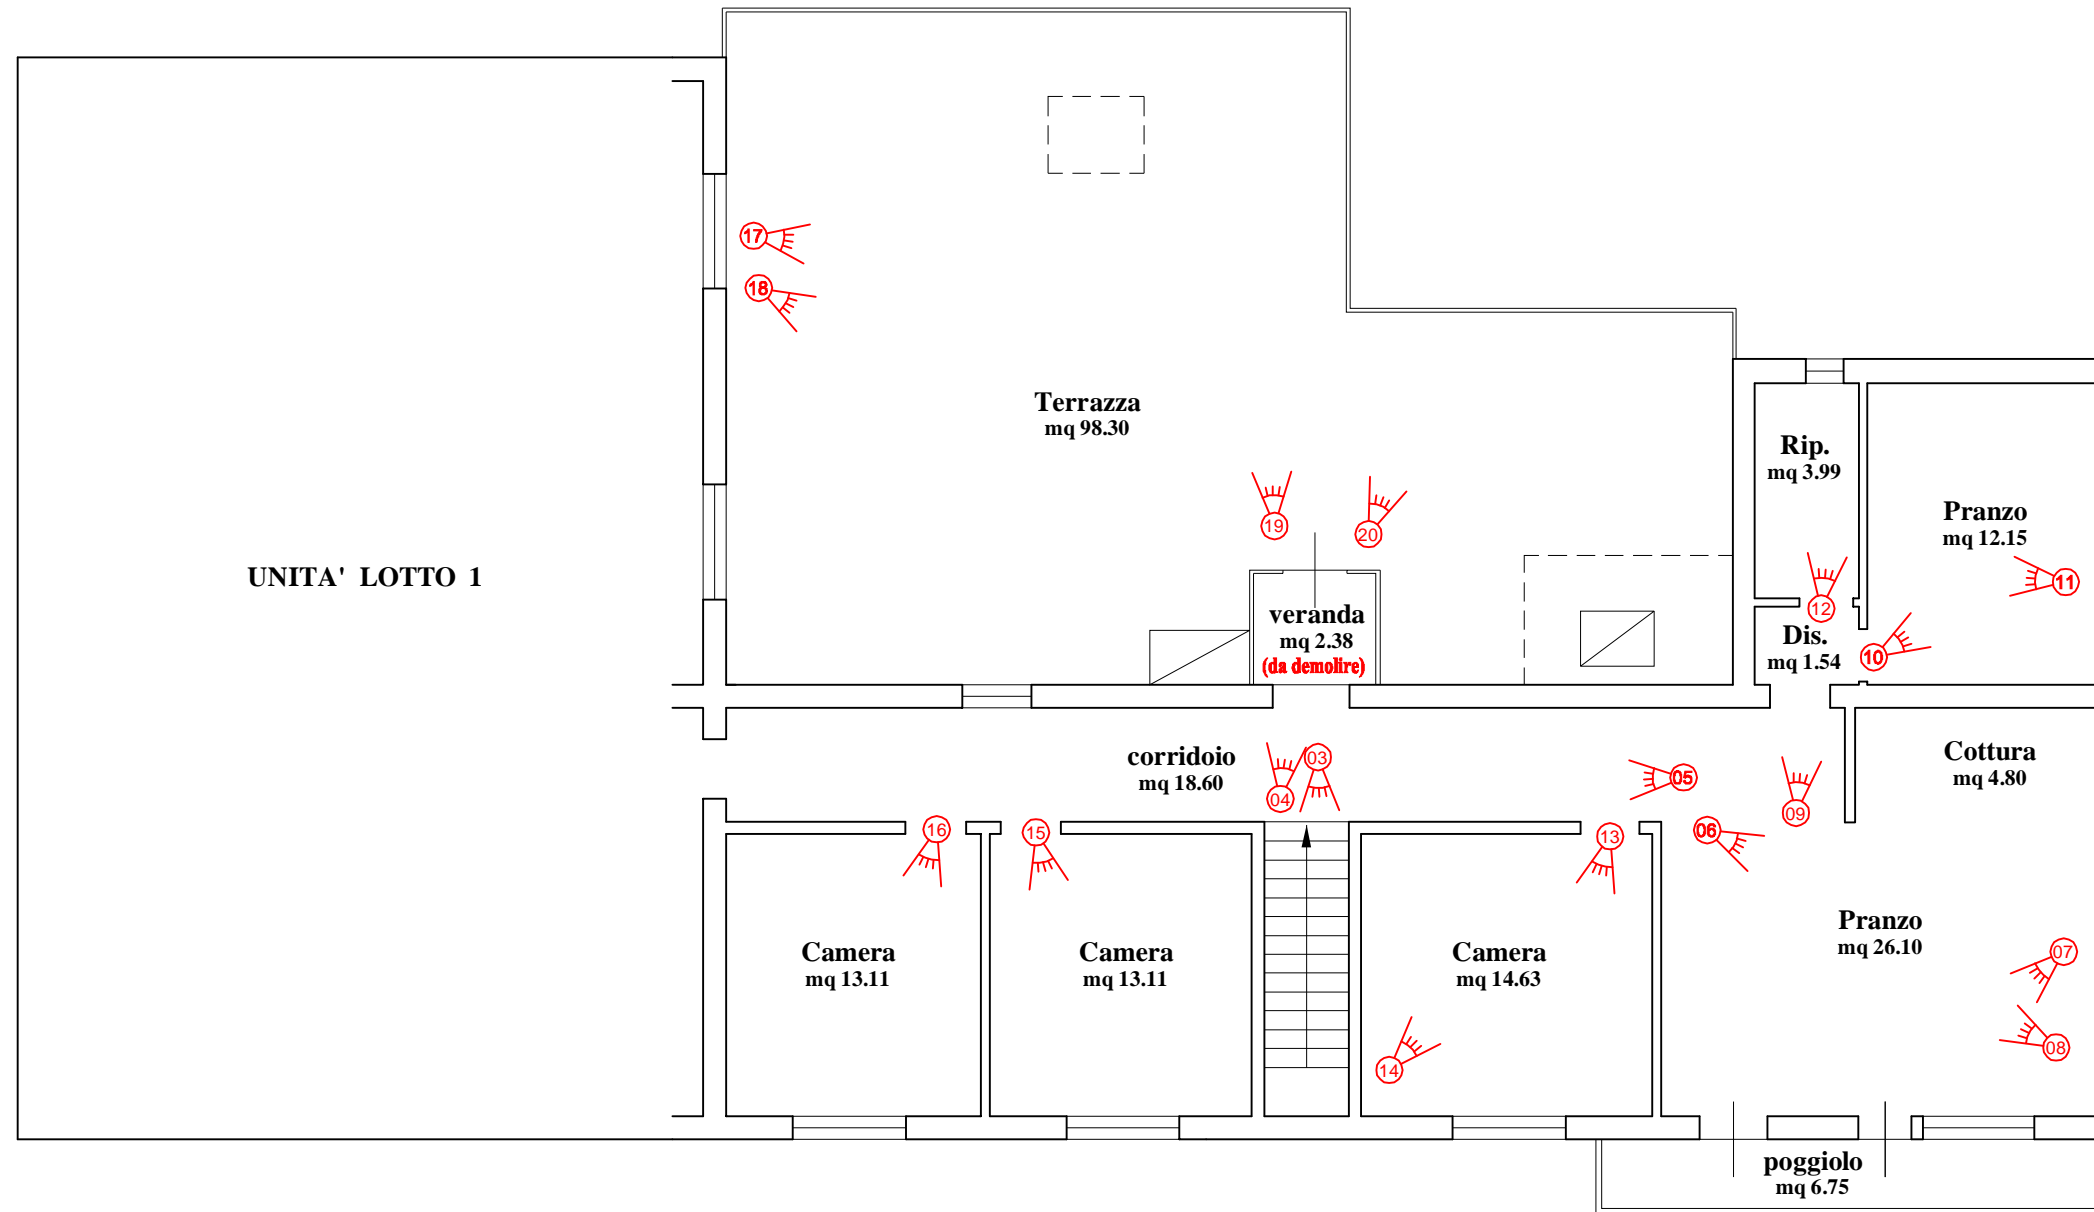 17
18
Terrazza
mq 98.30
Rip.
mq 3.99
Pranzo
mq 12.15
19
20
UNITA' LOTTO 1
11
12
veranda
mq 2.38
(da demolire)
Dis.
mq 1.54
10
corridoio
mq 18.60
03
04
05
Cottura
mq 4.80
09
16
15
13
06
Camera
mq 13.11
Camera
mq 13.11
Camera
mq 14.63
Pranzo
mq 26.10
07
14
08
poggiolo
mq 6.75